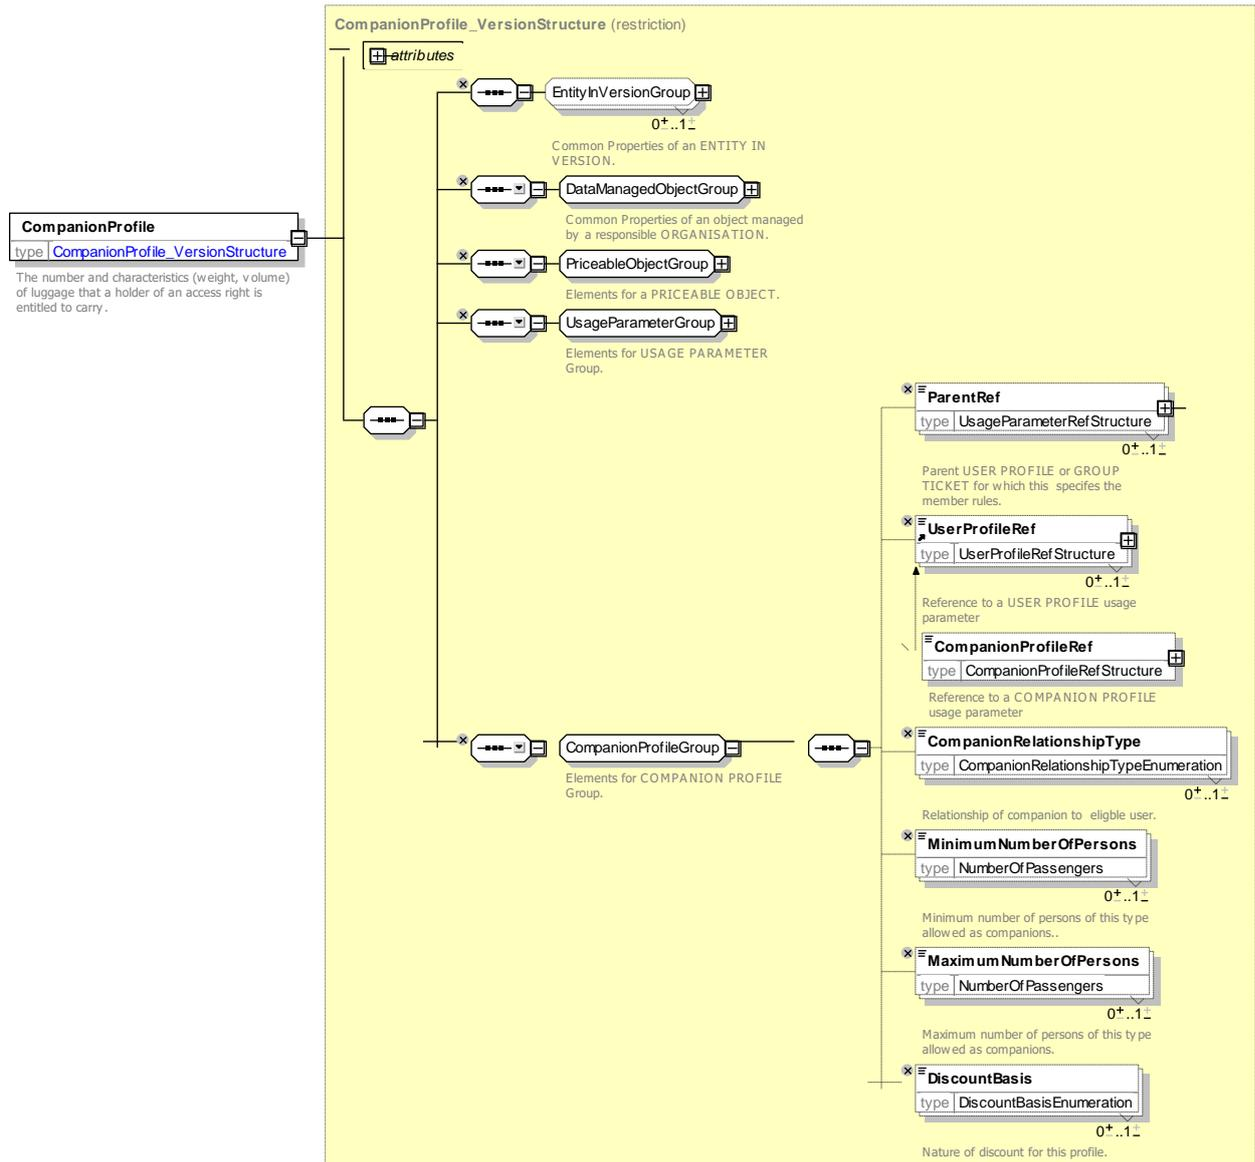 CompanionProfile_VersionStructure (restriction)
attributes
EntityInVersionGroup
0..1
Common Properties of an ENTITY IN
VERSION.
DataManagedObjectGroup
Common Properties of an object managed
by a responsible ORGANISATION.
CompanionProfile
type CompanionProfile_VersionStructure
The number and characteristics (weight, volume)
of luggage that a holder of an access right is
entitled to carry.
PriceableObjectGroup
Elements for a PRICEABLE OBJECT.
UsageParameterGroup
Elements for USAGE PARAMETER
Group.
ParentRef
type UsageParameterRefStructure
0..1
Parent USER PROFILE or GROUP
TICKET for which this specifes the
member rules.
UserProfileRef
type UserProfileRefStructure
0..1
Reference to a USER PROFILE usage
parameter
CompanionProfileRef
type CompanionProfileRefStructure
Reference to a COMPANION PROFILE
usage parameter
CompanionProfileGroup
Elements for COMPANION PROFILE
Group.
CompanionRelationshipType
type CompanionRelationshipTypeEnumeration
0..1
Relationship of companion to eligble user.
MinimumNumberOfPersons
type NumberOfPassengers
0..1
Minimum number of persons of this type
allowed as companions..
MaximumNumberOfPersons
type NumberOfPassengers
0..1
Maximum number of persons of this type
allowed as companions.
DiscountBasis
type DiscountBasisEnumeration
0..1
Nature of discount for this profile.